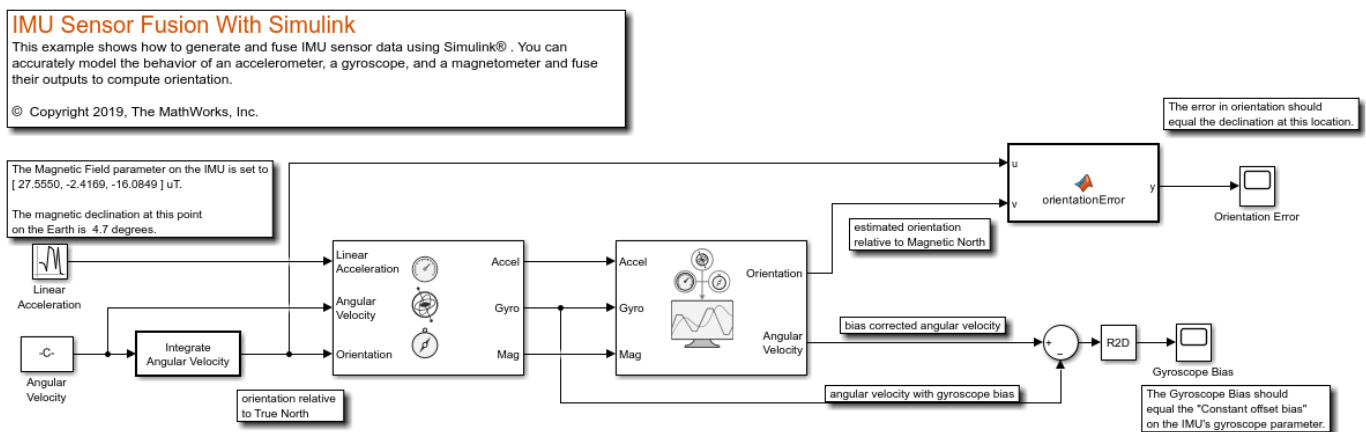 IMU Sensor Fusion With Simulink
This example shows how to generate and fuse IMU sensor data using Simulink® . You can
accurately model the behavior of an accelerometer, a gyroscope, and a magnetometer and fuse
their outputs to compute orientation.
© Copyright 2019, The MathWorks, Inc.
The error in orientation should
equal the declination at this location.
The Magnetic Field parameter on the IMU is set to
[ 27.5550, -2.4169, -16.0849 ] uT.
The magnetic declination at this point
on the Earth is 4.7 degrees.
u
v
orientationError
y
Orientation Error
estimated orientation
relative to Magnetic North
Linear
Acceleration
Linear
Acceleration
Angular
Velocity
Orientation
Accel
Gyro
Mag
Accel
Gyro
Mag
Orientation
Angular
Velocity
-C-
Angular
Velocity
Integrate
Angular Velocity
orientation relative
to True North
bias corrected angular velocity
angular velocity with gyroscope bias
+
−
R2D
Gyroscope Bias
The Gyroscope Bias should
equal the "Constant offset bias"
on the IMU's gyroscope parameter.